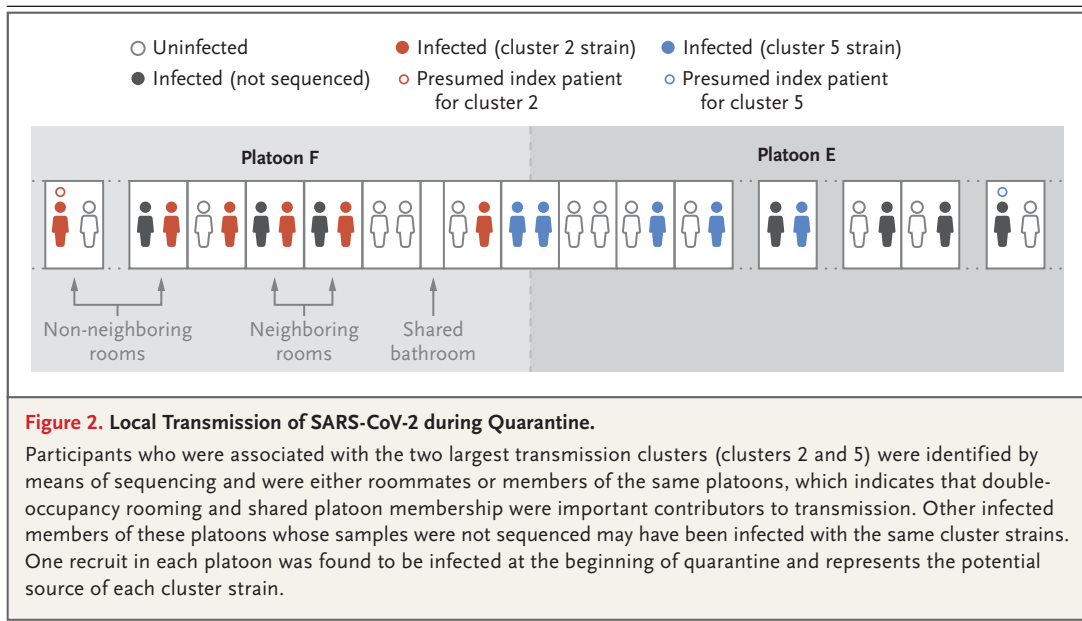 Uninfected
Infected (cluster 2 strain)
Infected (cluster 5 strain)
Infected (not sequenced)
Presumed index patient
for cluster 2
Presumed index patient
for cluster 5
Platoon F
Platoon E
Non-neighboring
rooms
Neighboring
rooms
Shared
bathroom
Figure 2. Local Transmission of SARS-CoV-2 during Quarantine.
Participants who were associated with the two largest transmission clusters (clusters 2 and 5) were identified by
means of sequencing and were either roommates or members of the same platoons, which indicates that double-
occupancy rooming and shared platoon membership were important contributors to transmission. Other infected
members of these platoons whose samples were not sequenced may have been infected with the same cluster strains.
One recruit in each platoon was found to be infected at the beginning of quarantine and represents the potential
source of each cluster strain.